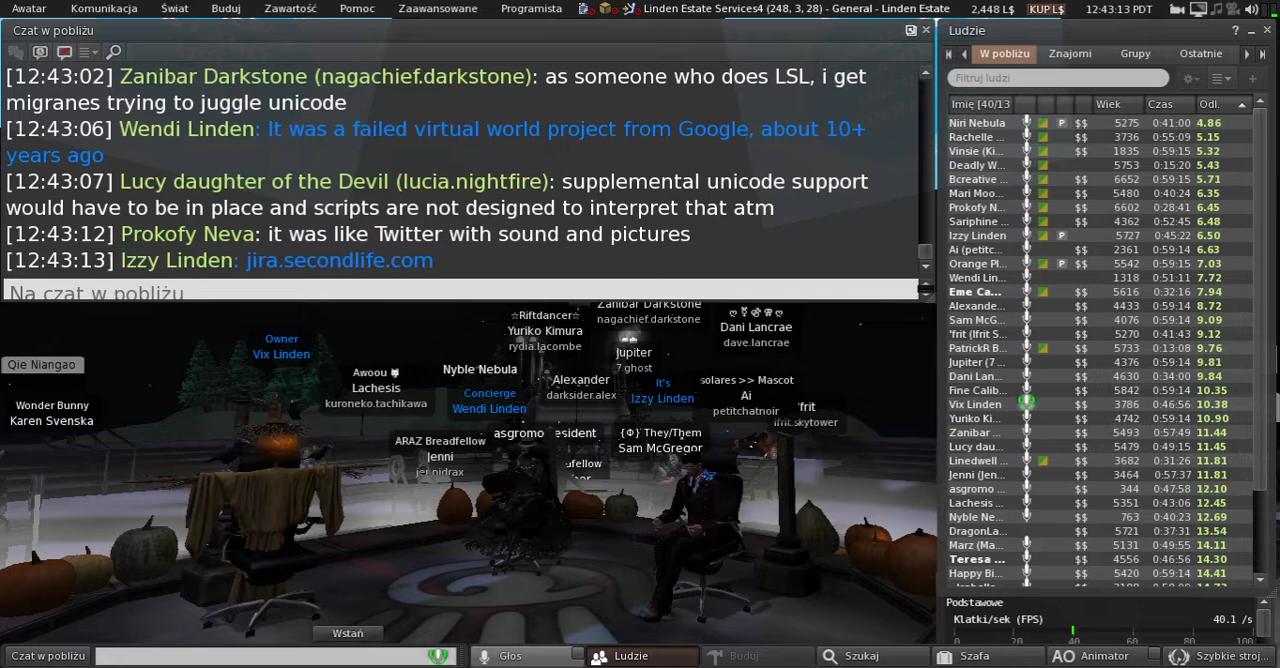 Awatar Komunikacja Świat Buduj Zawartość Pomoc Zaawansowane Programista Linden Estate Services4 (248, 3, 28) - General - Linden Estate 2,448 L$ KUP L$ 12:43:13 PDT
Czat w pobliżu
[12:43:02] Zanibar Darkstone (nagachief.darkstone): as someone who does LSL, i get
migranes trying to juggle unicode
[12:43:06] Wendi Linden: It was a failed virtual world project from Google, about 10+
years ago
[12:43:07] Lucy daughter of the Devil (lucia.nightfire): supplemental unicode support
would have to be in place and scripts are not designed to interpret that atm
[12:43:12] Prokofy Neva: it was like Twitter with sound and pictures
[12:43:13] Izzy Linden: jira.secondlife.com
Na czat w pobliżu
Zanibar Darkstone
nagachief.darkstone
☆Riftdancer☆
Yuriko Kimura
rydia.lacombe
Dani Lancrae
dave.lancrae
Owner
Vix Linden
Jupiter
7 ghost
Qie Niangao
Awoou
Lachesis
kuroneko.tachikawa
Nyble Nebula
Alexander
darksider.alex
It's
Izzy Linden
solares >> Mascot
Ai
petitchatnoir
Concierge
Wendi Linden
Wonder Bunny
Karen Svenska
'frit
ifrit.skytower
ARAZ Breadfellow
Jenni
jennidrax
asgromo
esident
{Φ} They/Them
Sam McGregor
afellow
Wstań
Ludzie
W pobliżu Znajomi Grupy Ostatnie
Filtruj ludzi
Imię [40/13 Wiek Czas Odl.
Niri Nebula P $$ 5275 0:41:00 4.86
Rachelle ... $$ 3736 0:55:09 5.15
Vinsie (Ki... $$ 1835 0:59:15 5.32
Deadly W... 5753 0:15:20 5.43
Bcreative ... $$ 6652 0:59:15 5.71
Mari Moo... $$ 5480 0:40:24 6.35
Prokofy N... $$ 6602 0:28:41 6.45
Sariphine ... $$ 4362 0:52:45 6.48
Izzy Linden P 5727 0:45:22 6.50
Ai (petitc... $$ 2361 0:59:14 6.63
Orange Pl... P $$ 5542 0:59:15 7.03
Wendi Lin... 1318 0:51:11 7.72
Eme Ca... $$ 5616 0:32:16 7.94
Alexande... $$ 4433 0:59:14 8.72
Sam McG... $$ 4076 0:59:14 9.09
'frit (Ifrit S... $$ 5270 0:41:43 9.12
PatrickR B... $$ 5733 0:13:08 9.76
Jupiter (7 ... $$ 4376 0:59:14 9.81
Dani Lan... $$ 4630 0:34:00 9.84
Fine Calib... $$ 5842 0:59:14 10.35
Vix Linden $$ 3786 0:46:56 10.38
Yuriko Ki... $$ 4742 0:59:14 10.90
Zanibar ... $$ 5493 0:57:49 11.44
Lucy dau... $$ 5479 0:49:15 11.45
Linedwell ... $$ 3682 0:31:26 11.81
Jenni (Jen... $$ 3464 0:57:37 11.81
asgromo ... $$ 344 0:47:58 12.10
Lachesis ... $$ 5351 0:43:06 12.45
Nyble Ne... $$ 763 0:40:23 12.69
DragonLa... $$ 5721 0:37:31 13.54
Marz (Ma... $$ 5131 0:49:55 14.11
Teresa ... $$ 4556 0:46:56 14.30
Happy Bi... $$ 5420 0:59:14 14.41
Podstawowe
Klatki/sek (FPS) 40.1 /s
0 20 40 60 80 100
Czat w pobliżu Głos Ludzie Buduj Szukaj Szafa AO Animator Szybkie stroj...